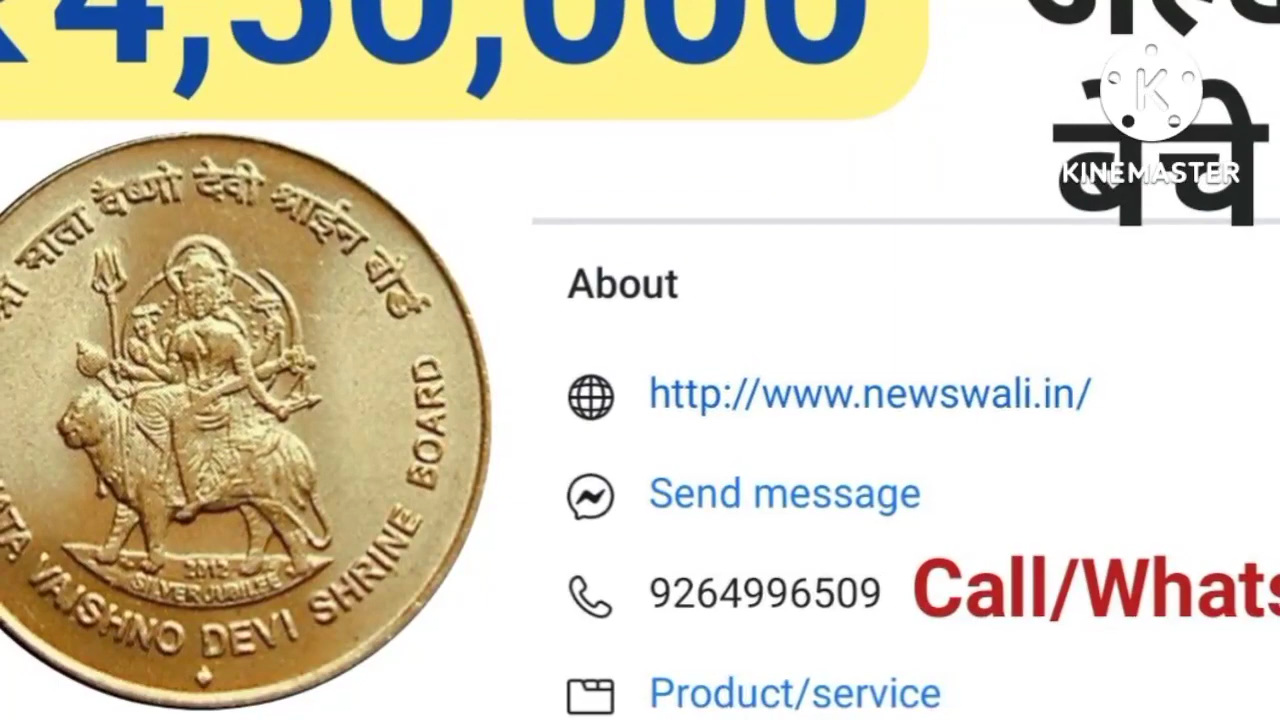 ₹4,50,000
बेचे
KINEMASTER
माता वैष्णो देवी श्राईन बोर्ड
VAISHNO DEVI SHRINE BOARD
2012
SILVER JUBILEE
About
http://www.newswali.in/
Send message
9264996509
Call/Whats
Product/service